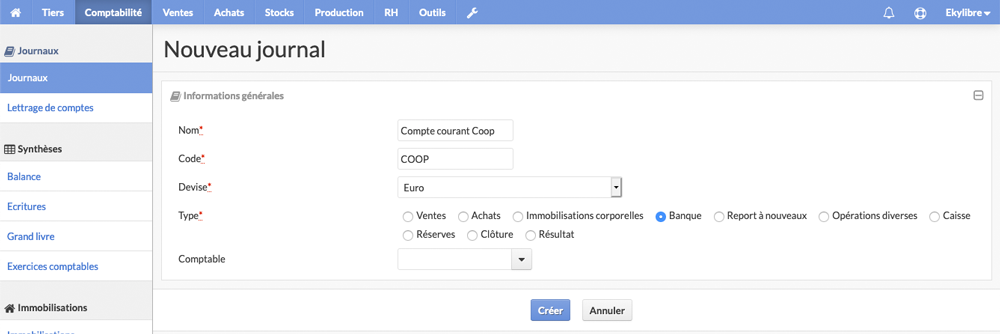 Tiers Comptabilité Ventes Achats Stocks Production RH Outils Ekylibre
Journaux
Journaux
Lettrage de comptes
Synthèses
Balance
Ecritures
Grand livre
Exercices comptables
Immobilisations
Immobilisations
Nouveau journal
Informations générales
Nom* Compte courant Coop
Code* COOP
Devise* Euro
Type* Ventes Achats Immobilisations corporelles Banque Report à nouveaux Opérations diverses Caisse
Réserves Clôture Résultat
Comptable
Créer Annuler